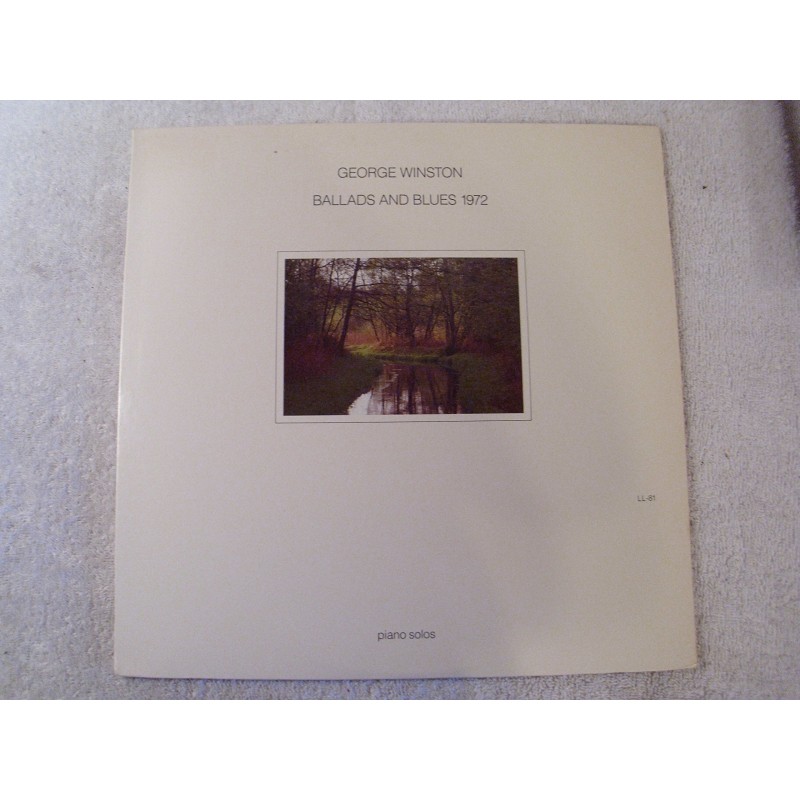 GEORGE WINSTON
BALLADS AND BLUES 1972
LL-81
piano solos